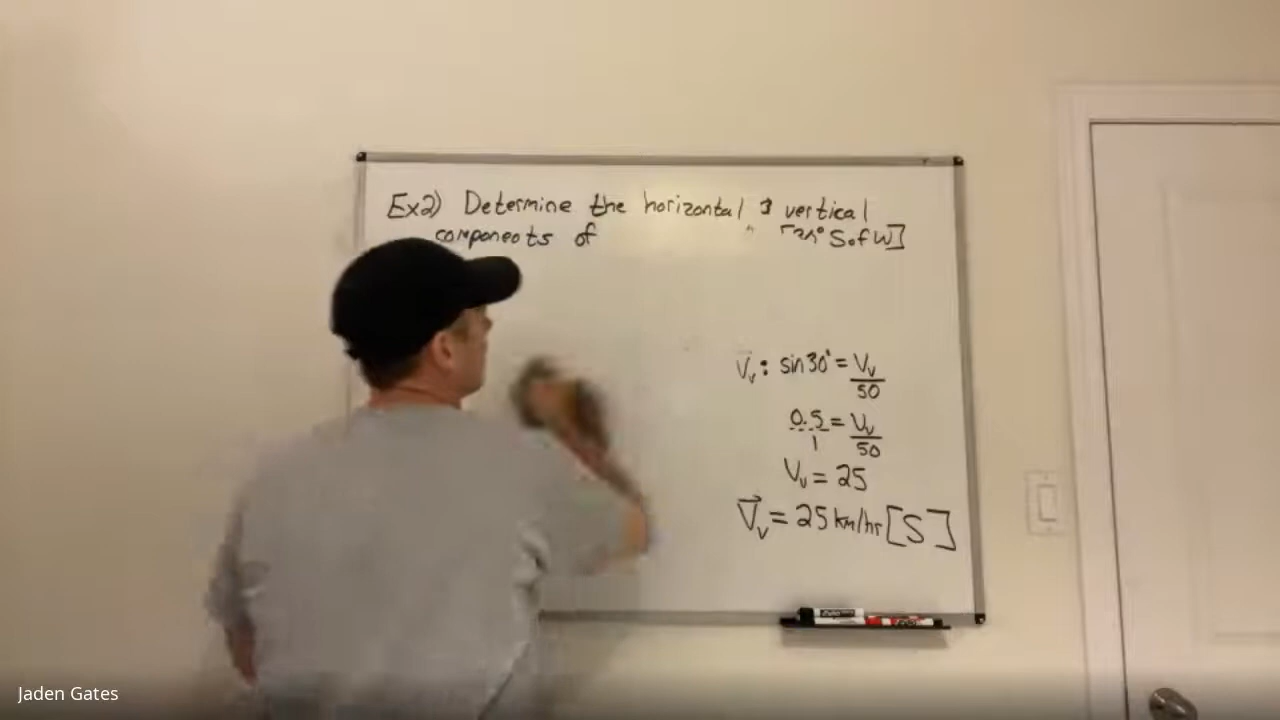 Ex2) Determine the horizontal & vertical
components of [30° S of W]
V⃗ᵥ: sin30° = Vᵥ/50
0.5/1 = Vᵥ/50
Vᵥ = 25
V⃗ᵥ = 25 km/hr [S]
EXPO
Jaden Gates